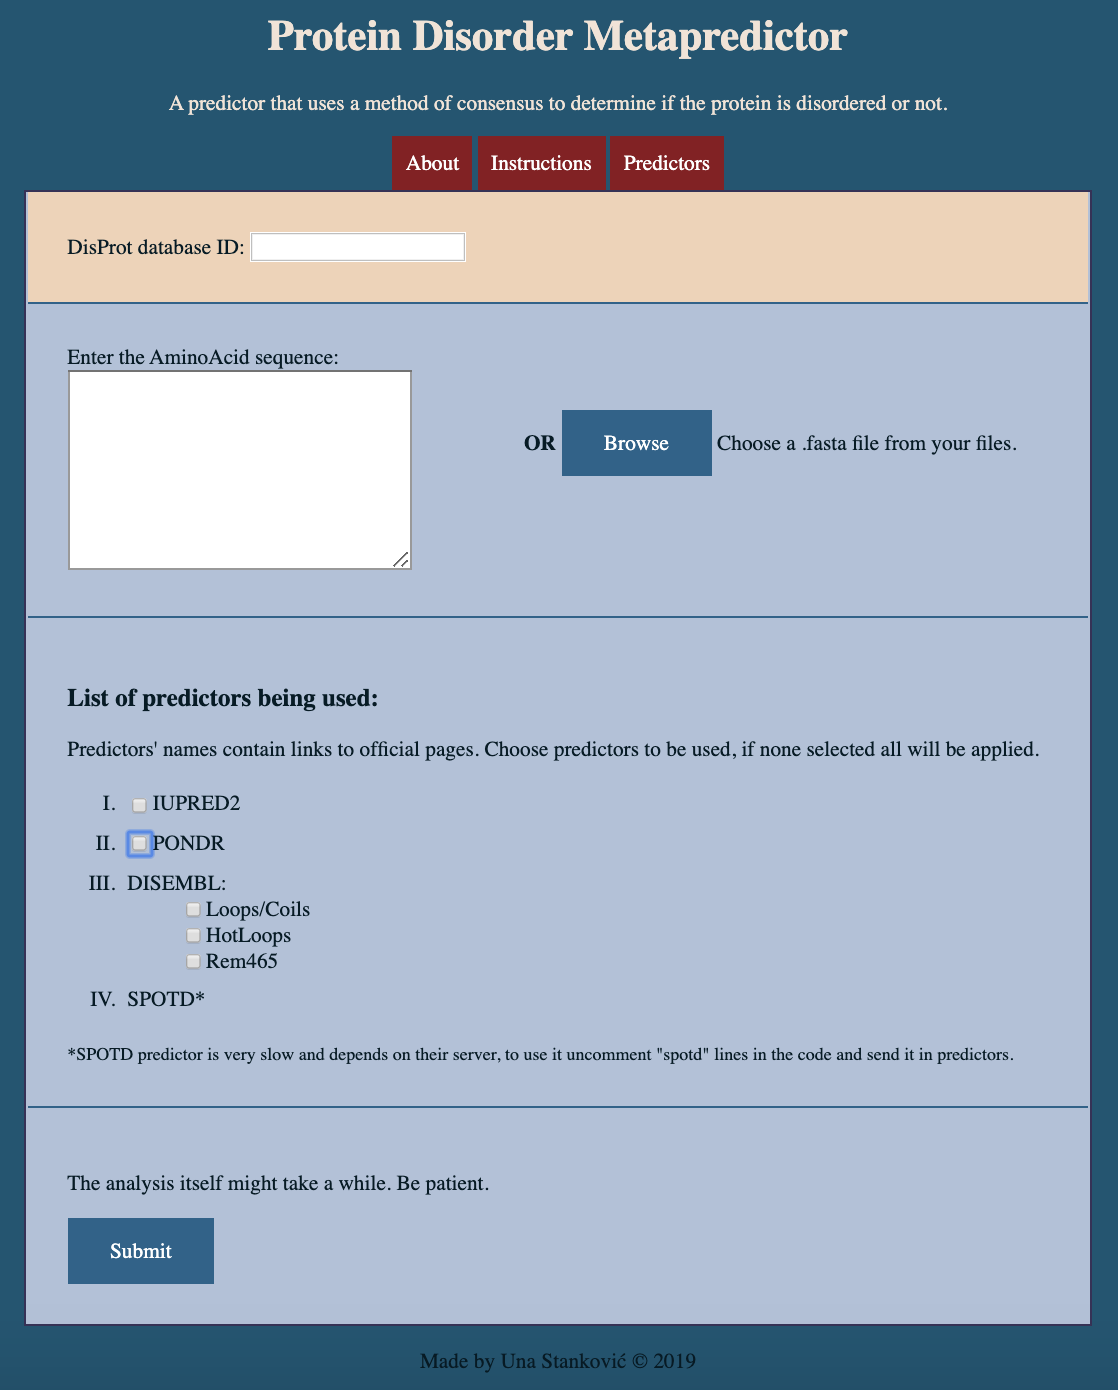 Protein Disorder Metapredictor
A predictor that uses a method of consensus to determine if the protein is disordered or not.
About Instructions Predictors
DisProt database ID:
Enter the AminoAcid sequence:
OR Browse Choose a .fasta file from your files.
List of predictors being used:
Predictors' names contain links to official pages. Choose predictors to be used, if none selected all will be applied.
I. IUPRED2
II. PONDR
III. DISEMBL:
Loops/Coils
HotLoops
Rem465
IV. SPOTD*
*SPOTD predictor is very slow and depends on their server, to use it uncomment "spotd" lines in the code and send it in predictors.
The analysis itself might take a while. Be patient.
Submit
Made by Una Stanković © 2019